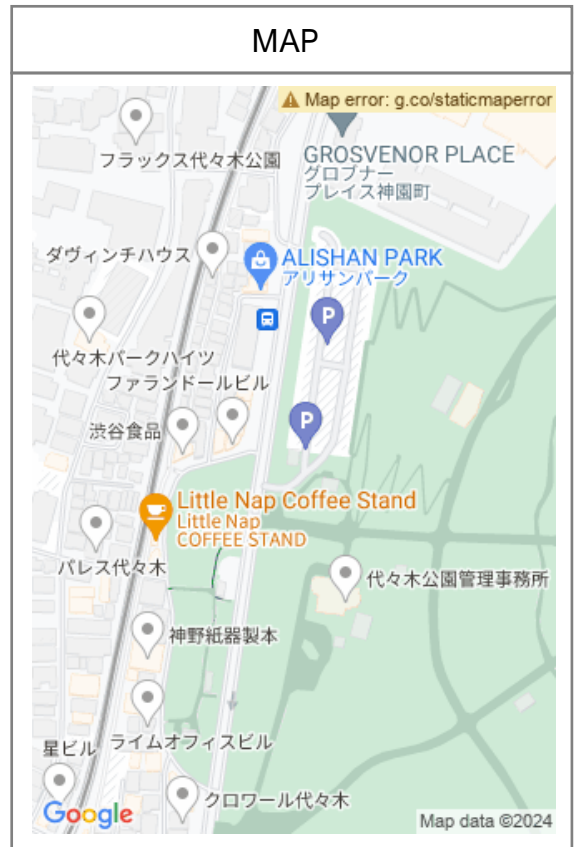 MAP
Map error: g.co/staticmaperror
フラックス代々木公園
GROSVENOR PLACE
グロブナー
プレイス神園町
ダヴィンチハウス
ALISHAN PARK
アリサンパーク
P
代々木パークハイツ
ファランドールビル
P
渋谷食品
Little Nap Coffee Stand
Little Nap
COFFEE STAND
パレス代々木
代々木公園管理事務所
神野紙器製本
ライムオフィスビル
星ビル
クロワール代々木
Google
Map data ©2024